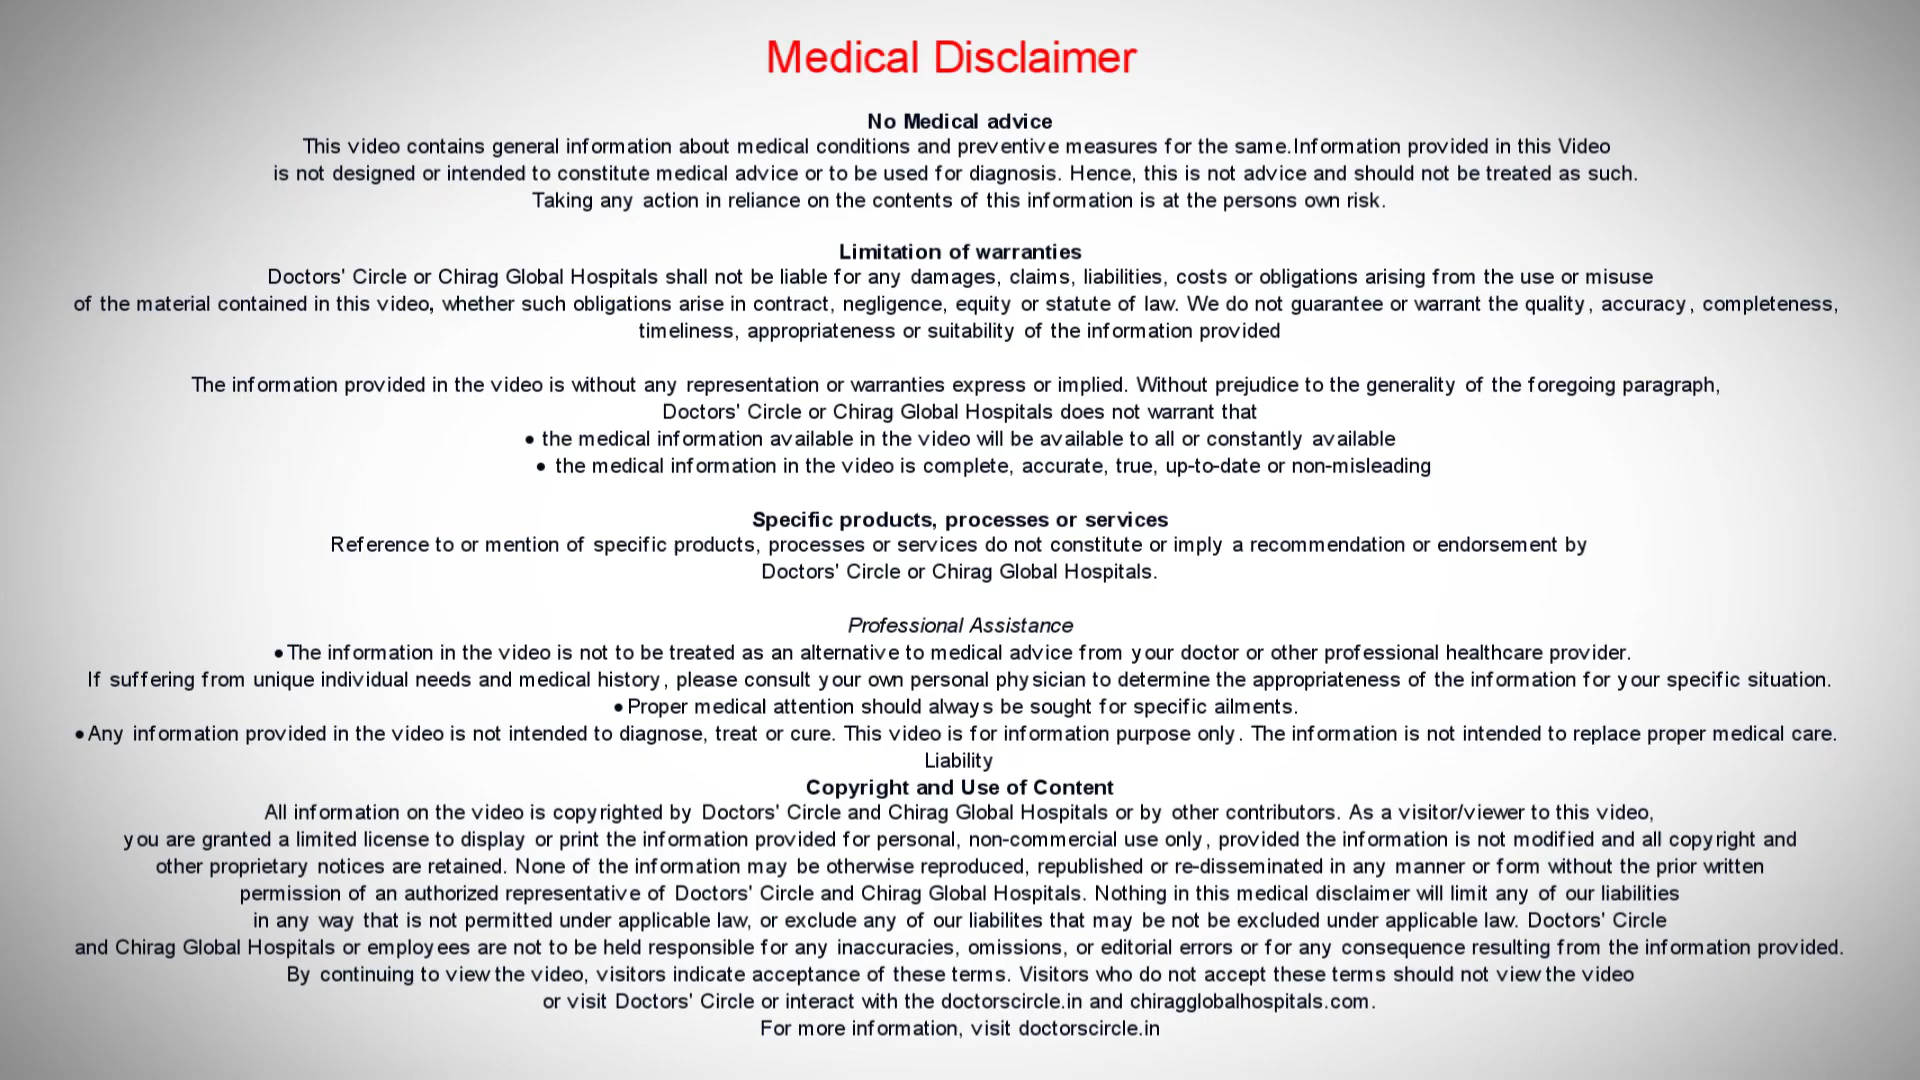 Medical Disclaimer
No Medical advice
This video contains general information about medical conditions and preventive measures for the same.Information provided in this Video
is not designed or intended to constitute medical advice or to be used for diagnosis. Hence, this is not advice and should not be treated as such.
Taking any action in reliance on the contents of this information is at the persons own risk.
Limitation of warranties
Doctors' Circle or Chirag Global Hospitals shall not be liable for any damages, claims, liabilities, costs or obligations arising from the use or misuse
of the material contained in this video, whether such obligations arise in contract, negligence, equity or statute of law. We do not guarantee or warrant the quality, accuracy, completeness,
timeliness, appropriateness or suitability of the information provided
The information provided in the video is without any representation or warranties express or implied. Without prejudice to the generality of the foregoing paragraph,
Doctors' Circle or Chirag Global Hospitals does not warrant that
• the medical information available in the video will be available to all or constantly available
• the medical information in the video is complete, accurate, true, up-to-date or non-misleading
Specific products, processes or services
Reference to or mention of specific products, processes or services do not constitute or imply a recommendation or endorsement by
Doctors' Circle or Chirag Global Hospitals.
Professional Assistance
•The information in the video is not to be treated as an alternative to medical advice from your doctor or other professional healthcare provider.
If suffering from unique individual needs and medical history, please consult your own personal physician to determine the appropriateness of the information for your specific situation.
•Proper medical attention should always be sought for specific ailments.
•Any information provided in the video is not intended to diagnose, treat or cure. This video is for information purpose only. The information is not intended to replace proper medical care.
Liability
Copyright and Use of Content
All information on the video is copyrighted by Doctors' Circle and Chirag Global Hospitals or by other contributors. As a visitor/viewer to this video,
you are granted a limited license to display or print the information provided for personal, non-commercial use only, provided the information is not modified and all copyright and
other proprietary notices are retained. None of the information may be otherwise reproduced, republished or re-disseminated in any manner or form without the prior written
permission of an authorized representative of Doctors' Circle and Chirag Global Hospitals. Nothing in this medical disclaimer will limit any of our liabilities
in any way that is not permitted under applicable law, or exclude any of our liabilites that may be not be excluded under applicable law. Doctors' Circle
and Chirag Global Hospitals or employees are not to be held responsible for any inaccuracies, omissions, or editorial errors or for any consequence resulting from the information provided.
By continuing to view the video, visitors indicate acceptance of these terms. Visitors who do not accept these terms should not view the video
or visit Doctors' Circle or interact with the doctorscircle.in and chiragglobalhospitals.com.
For more information, visit doctorscircle.in